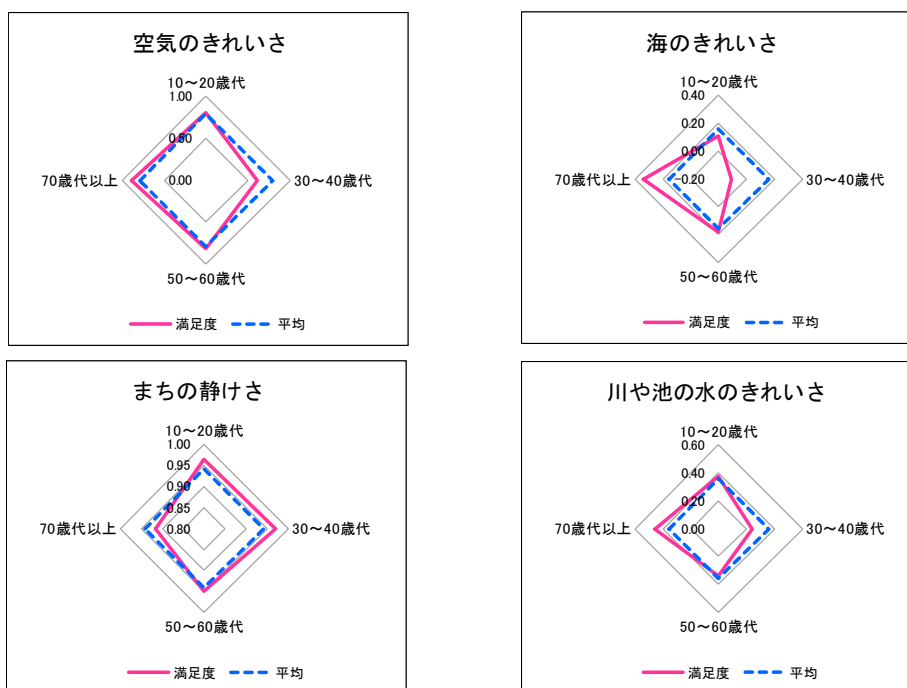 空気のきれいさ
10～20歳代
1.00
0.50
0.00
70歳代以上
30～40歳代
50～60歳代
満足度 平均
海のきれいさ
10～20歳代
0.40
0.20
0.00
-0.20
70歳代以上
30～40歳代
50～60歳代
満足度 平均
まちの静けさ
10～20歳代
1.00
0.95
0.90
0.85
0.80
70歳代以上
30～40歳代
50～60歳代
満足度 平均
川や池の水のきれいさ
10～20歳代
0.60
0.40
0.20
0.00
70歳代以上
30～40歳代
50～60歳代
満足度 平均